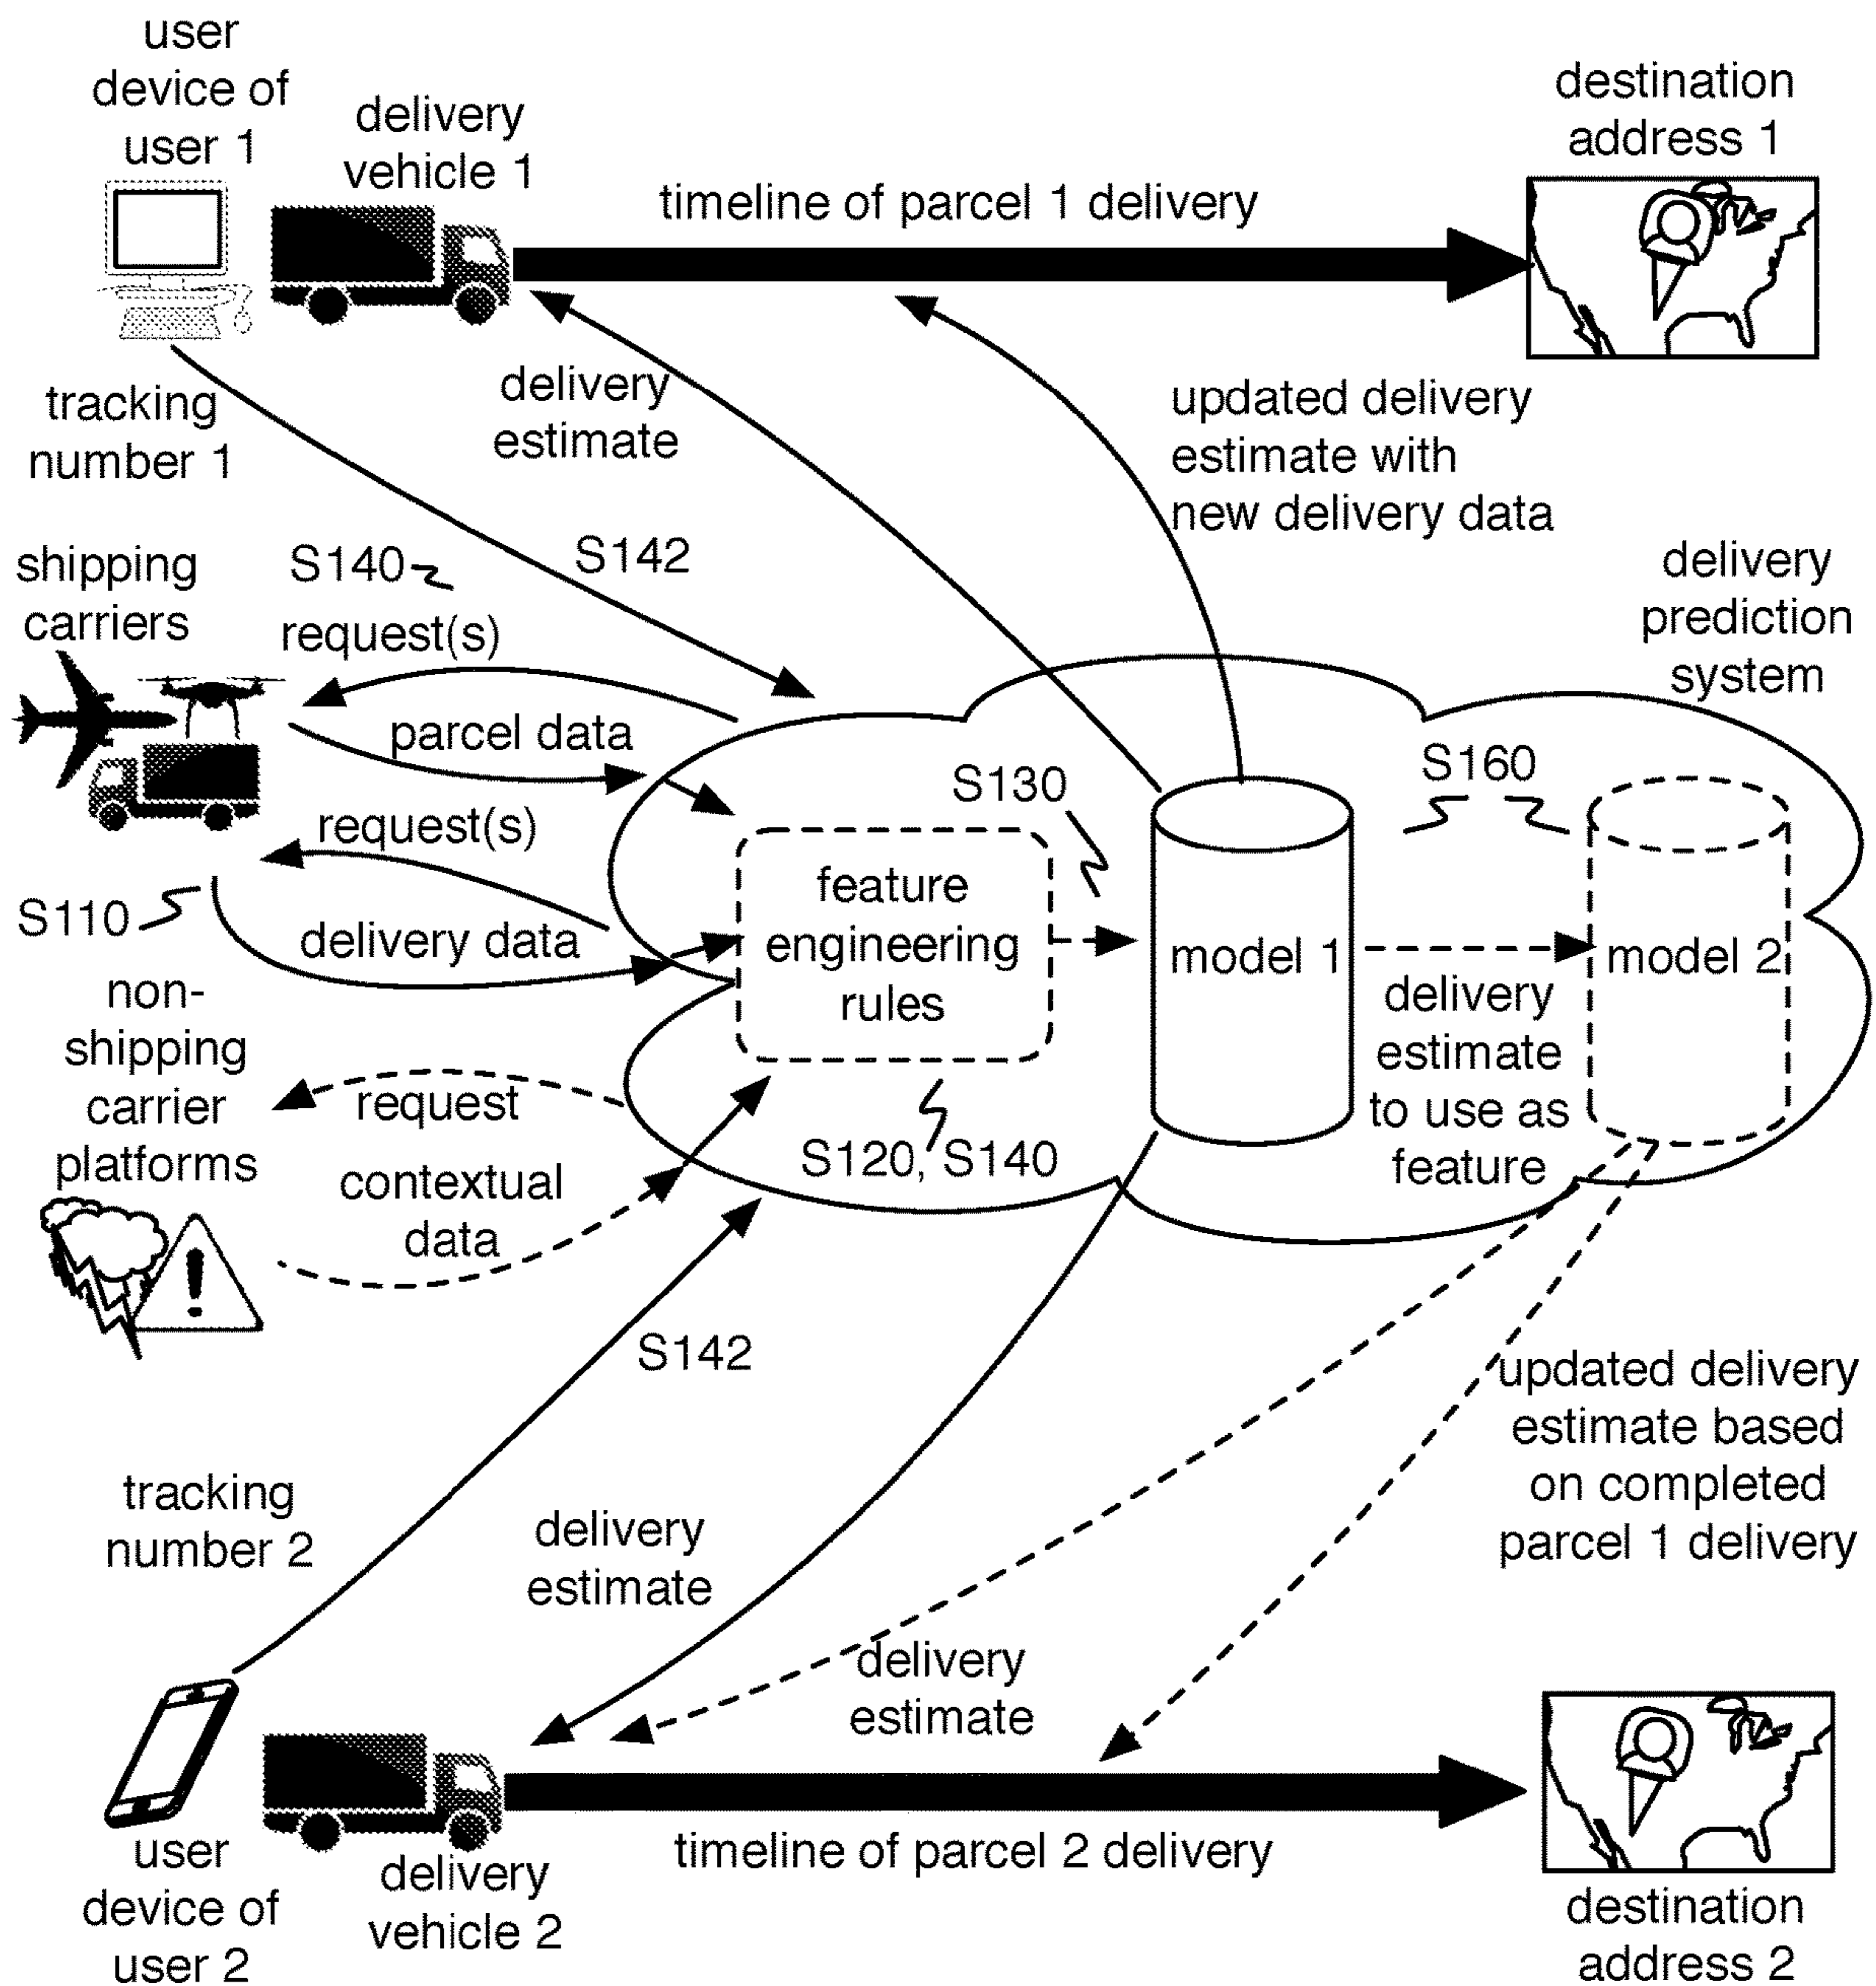 user
device of
user 1
delivery
vehicle 1
timeline of parcel 1 delivery
destination
address 1
tracking
number 1
delivery
estimate
updated delivery
estimate with
new delivery data
shipping
carriers
S140
request(s)
S142
delivery
prediction
system
parcel data
request(s)
S110
delivery data
S130
S160
feature
engineering
rules
model 1
model 2
delivery
estimate
to use as
feature
non-
shipping
carrier
platforms
request
contextual
data
S120, S140
S142
tracking
number 2
delivery
estimate
delivery
estimate
updated delivery
estimate based
on completed
parcel 1 delivery
user
device of
user 2
delivery
vehicle 2
timeline of parcel 2 delivery
destination
address 2